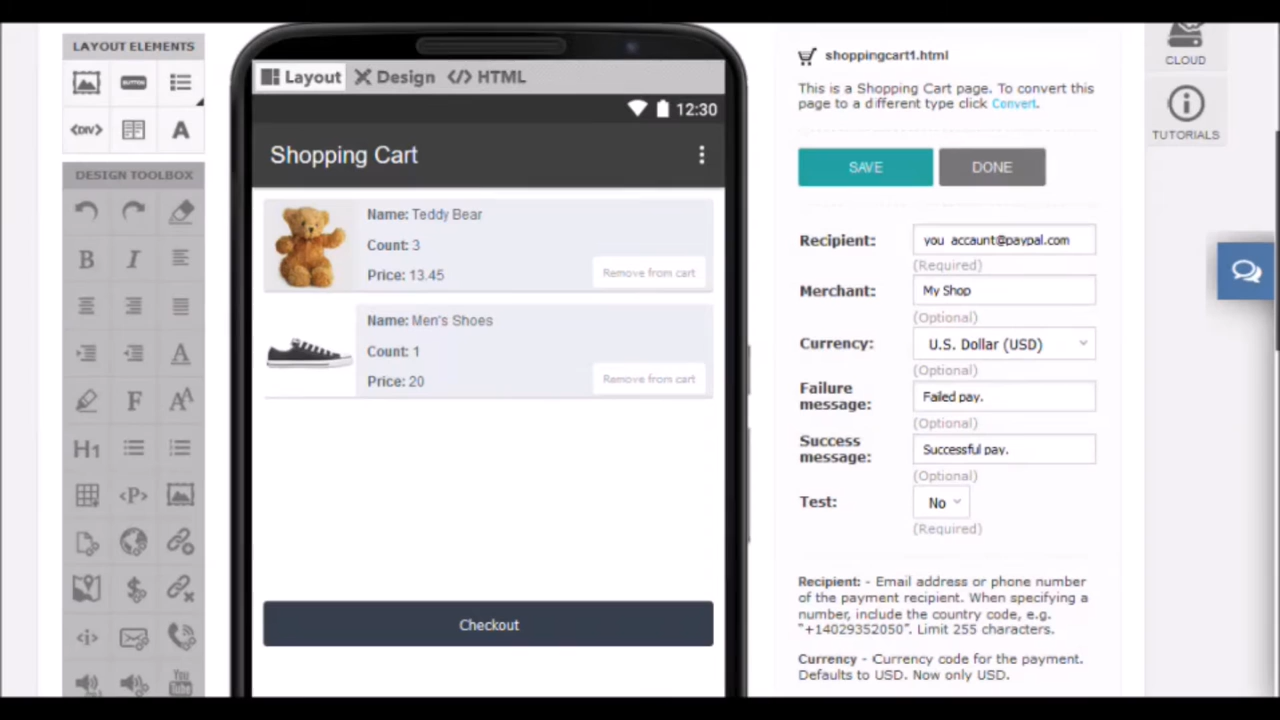 LAYOUT ELEMENTS
BUTTON
<DIV>
A
DESIGN TOOLBOX
B
I
A
F
AA
H1
<P>
<i>
You
Tube
Layout
Design
</> HTML
12:30
Shopping Cart
Name: Teddy Bear
Count: 3
Price: 13.45
Remove from cart
Name: Men's Shoes
Count: 1
Price: 20
Remove from cart
Checkout
shoppingcart1.html
This is a Shopping Cart page. To convert this
page to a different type click Convert.
SAVE
DONE
Recipient:
you accaunt@paypal.com
(Required)
Merchant:
My Shop
(Optional)
Currency:
U.S. Dollar (USD)
(Optional)
Failure
message:
Failed pay.
(Optional)
Success
message:
Successful pay.
(Optional)
Test:
No
(Required)
Recipient: - Email address or phone number
of the payment recipient. When specifying a
number, include the country code, e.g.
"+14029352050". Limit 255 characters.
Currency - Currency code for the payment.
Defaults to USD. Now only USD.
CLOUD
TUTORIALS